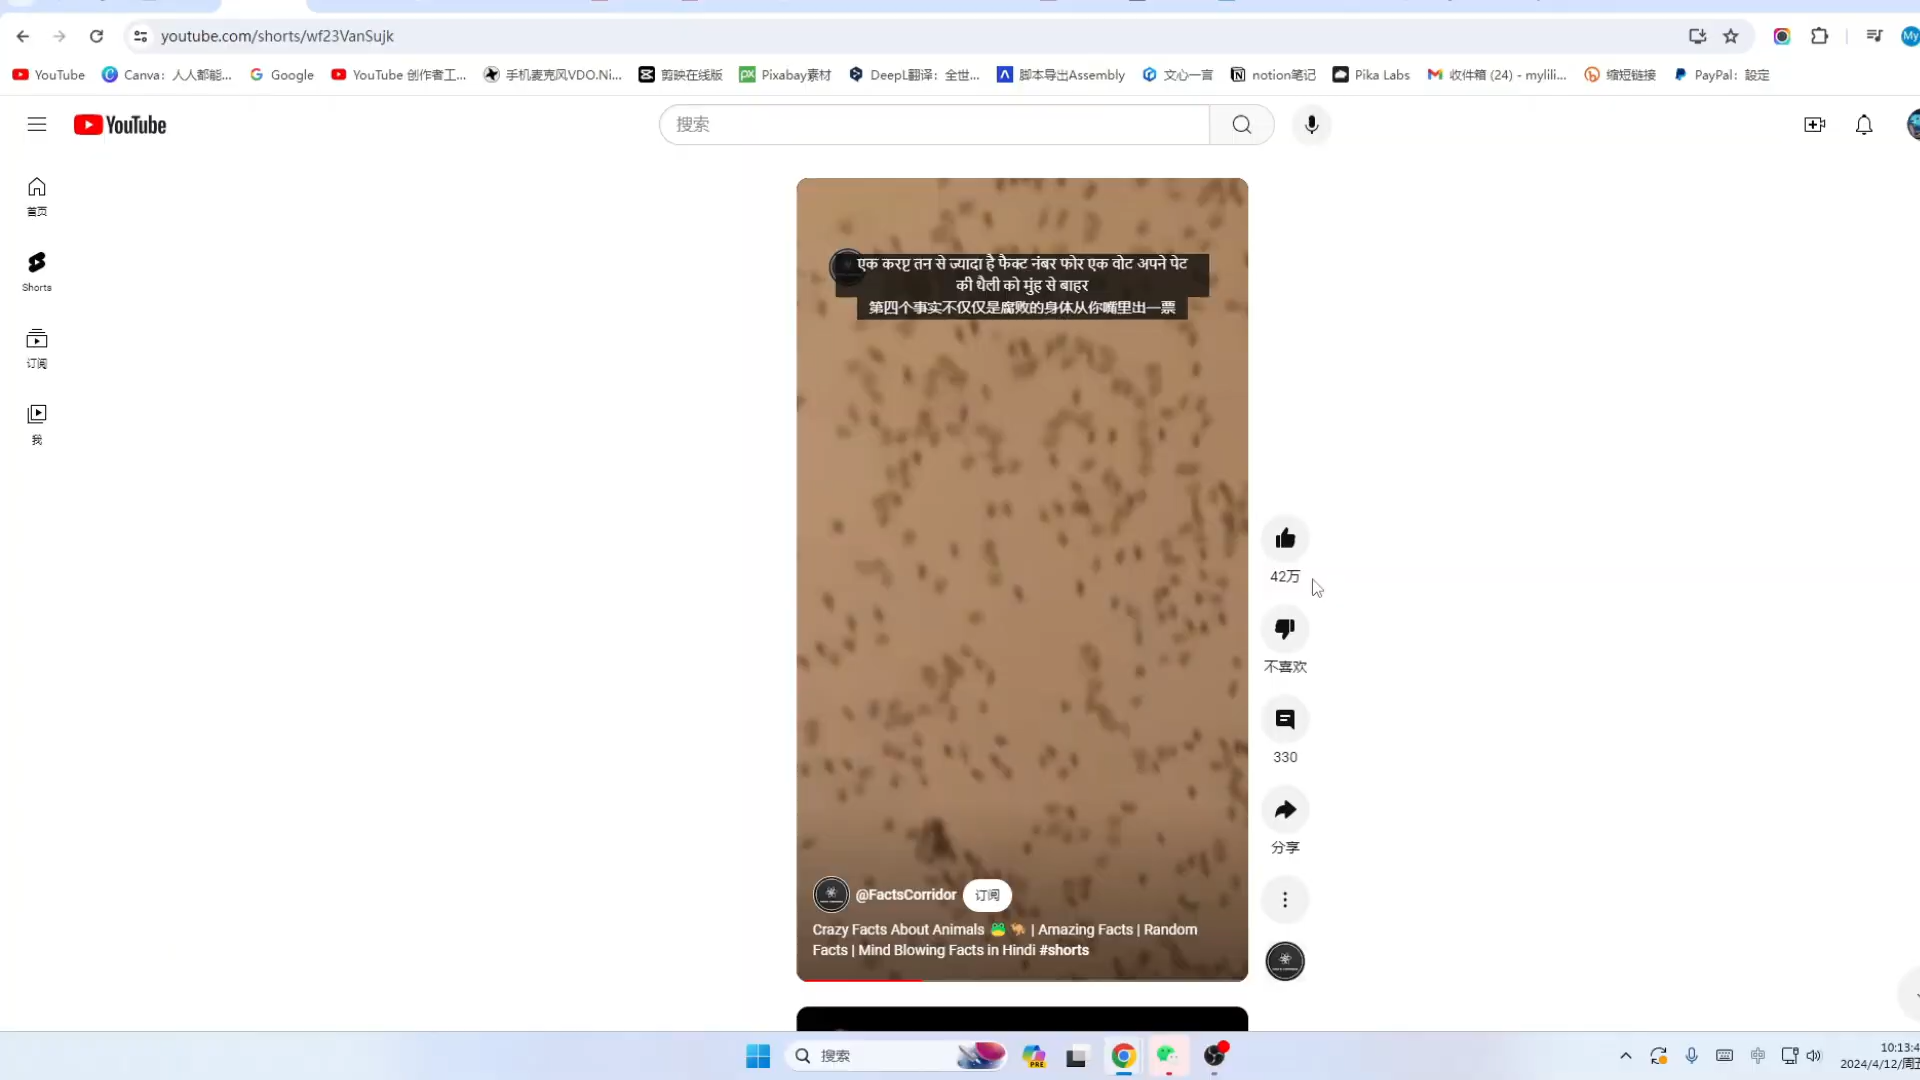 youtube.com/shorts/wf23VanSujk
YouTube
Canva：人人都能...
Google
YouTube 创作者工...
手机麦克风VDO.Ni...
剪映在线版
Pixabay素材
DeepL翻译：全世...
脚本导出Assembly
文心一言
notion笔记
Pika Labs
收件箱 (24) - mylili...
缩短链接
PayPal：設定
My
YouTube
搜索
首页
Shorts
订阅
我
एक करप्ट तन से ज्यादा है फैक्ट नंबर फोर एक वोट अपने पेट
की थैली को मुंह से बाहर
第四个事实不仅仅是腐败的身体从你嘴里出一票
42万
不喜欢
330
分享
@FactsCorridor
订阅
Crazy Facts About Animals 🐸 🐪 | Amazing Facts | Random
Facts | Mind Blowing Facts in Hindi #shorts
搜索
PRE
中
10:13:4
2024/4/12/周五